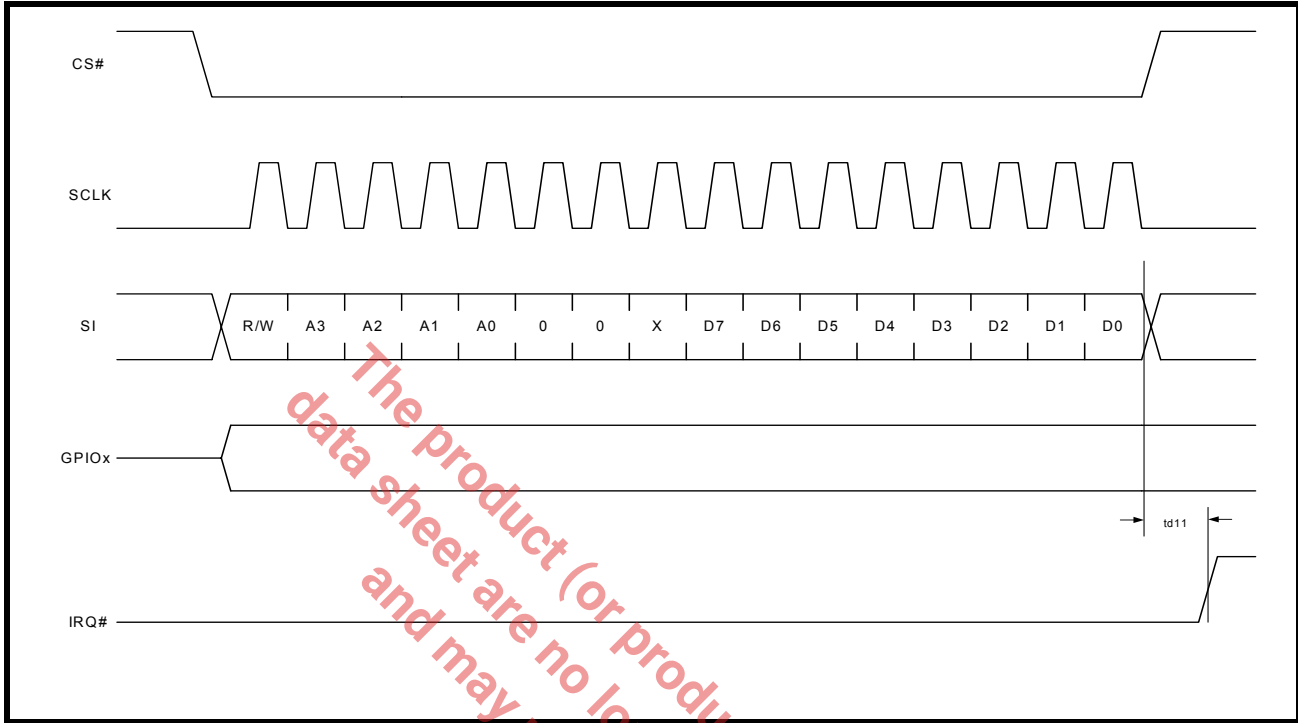 CS#
SCLK
SI
R/W A3 A2 A1 A0 0 0 X D7 D6 D5 D4 D3 D2 D1 D0
GPIOx
td11
IRQ#
The product (or produ
data sheet are no lo
and may